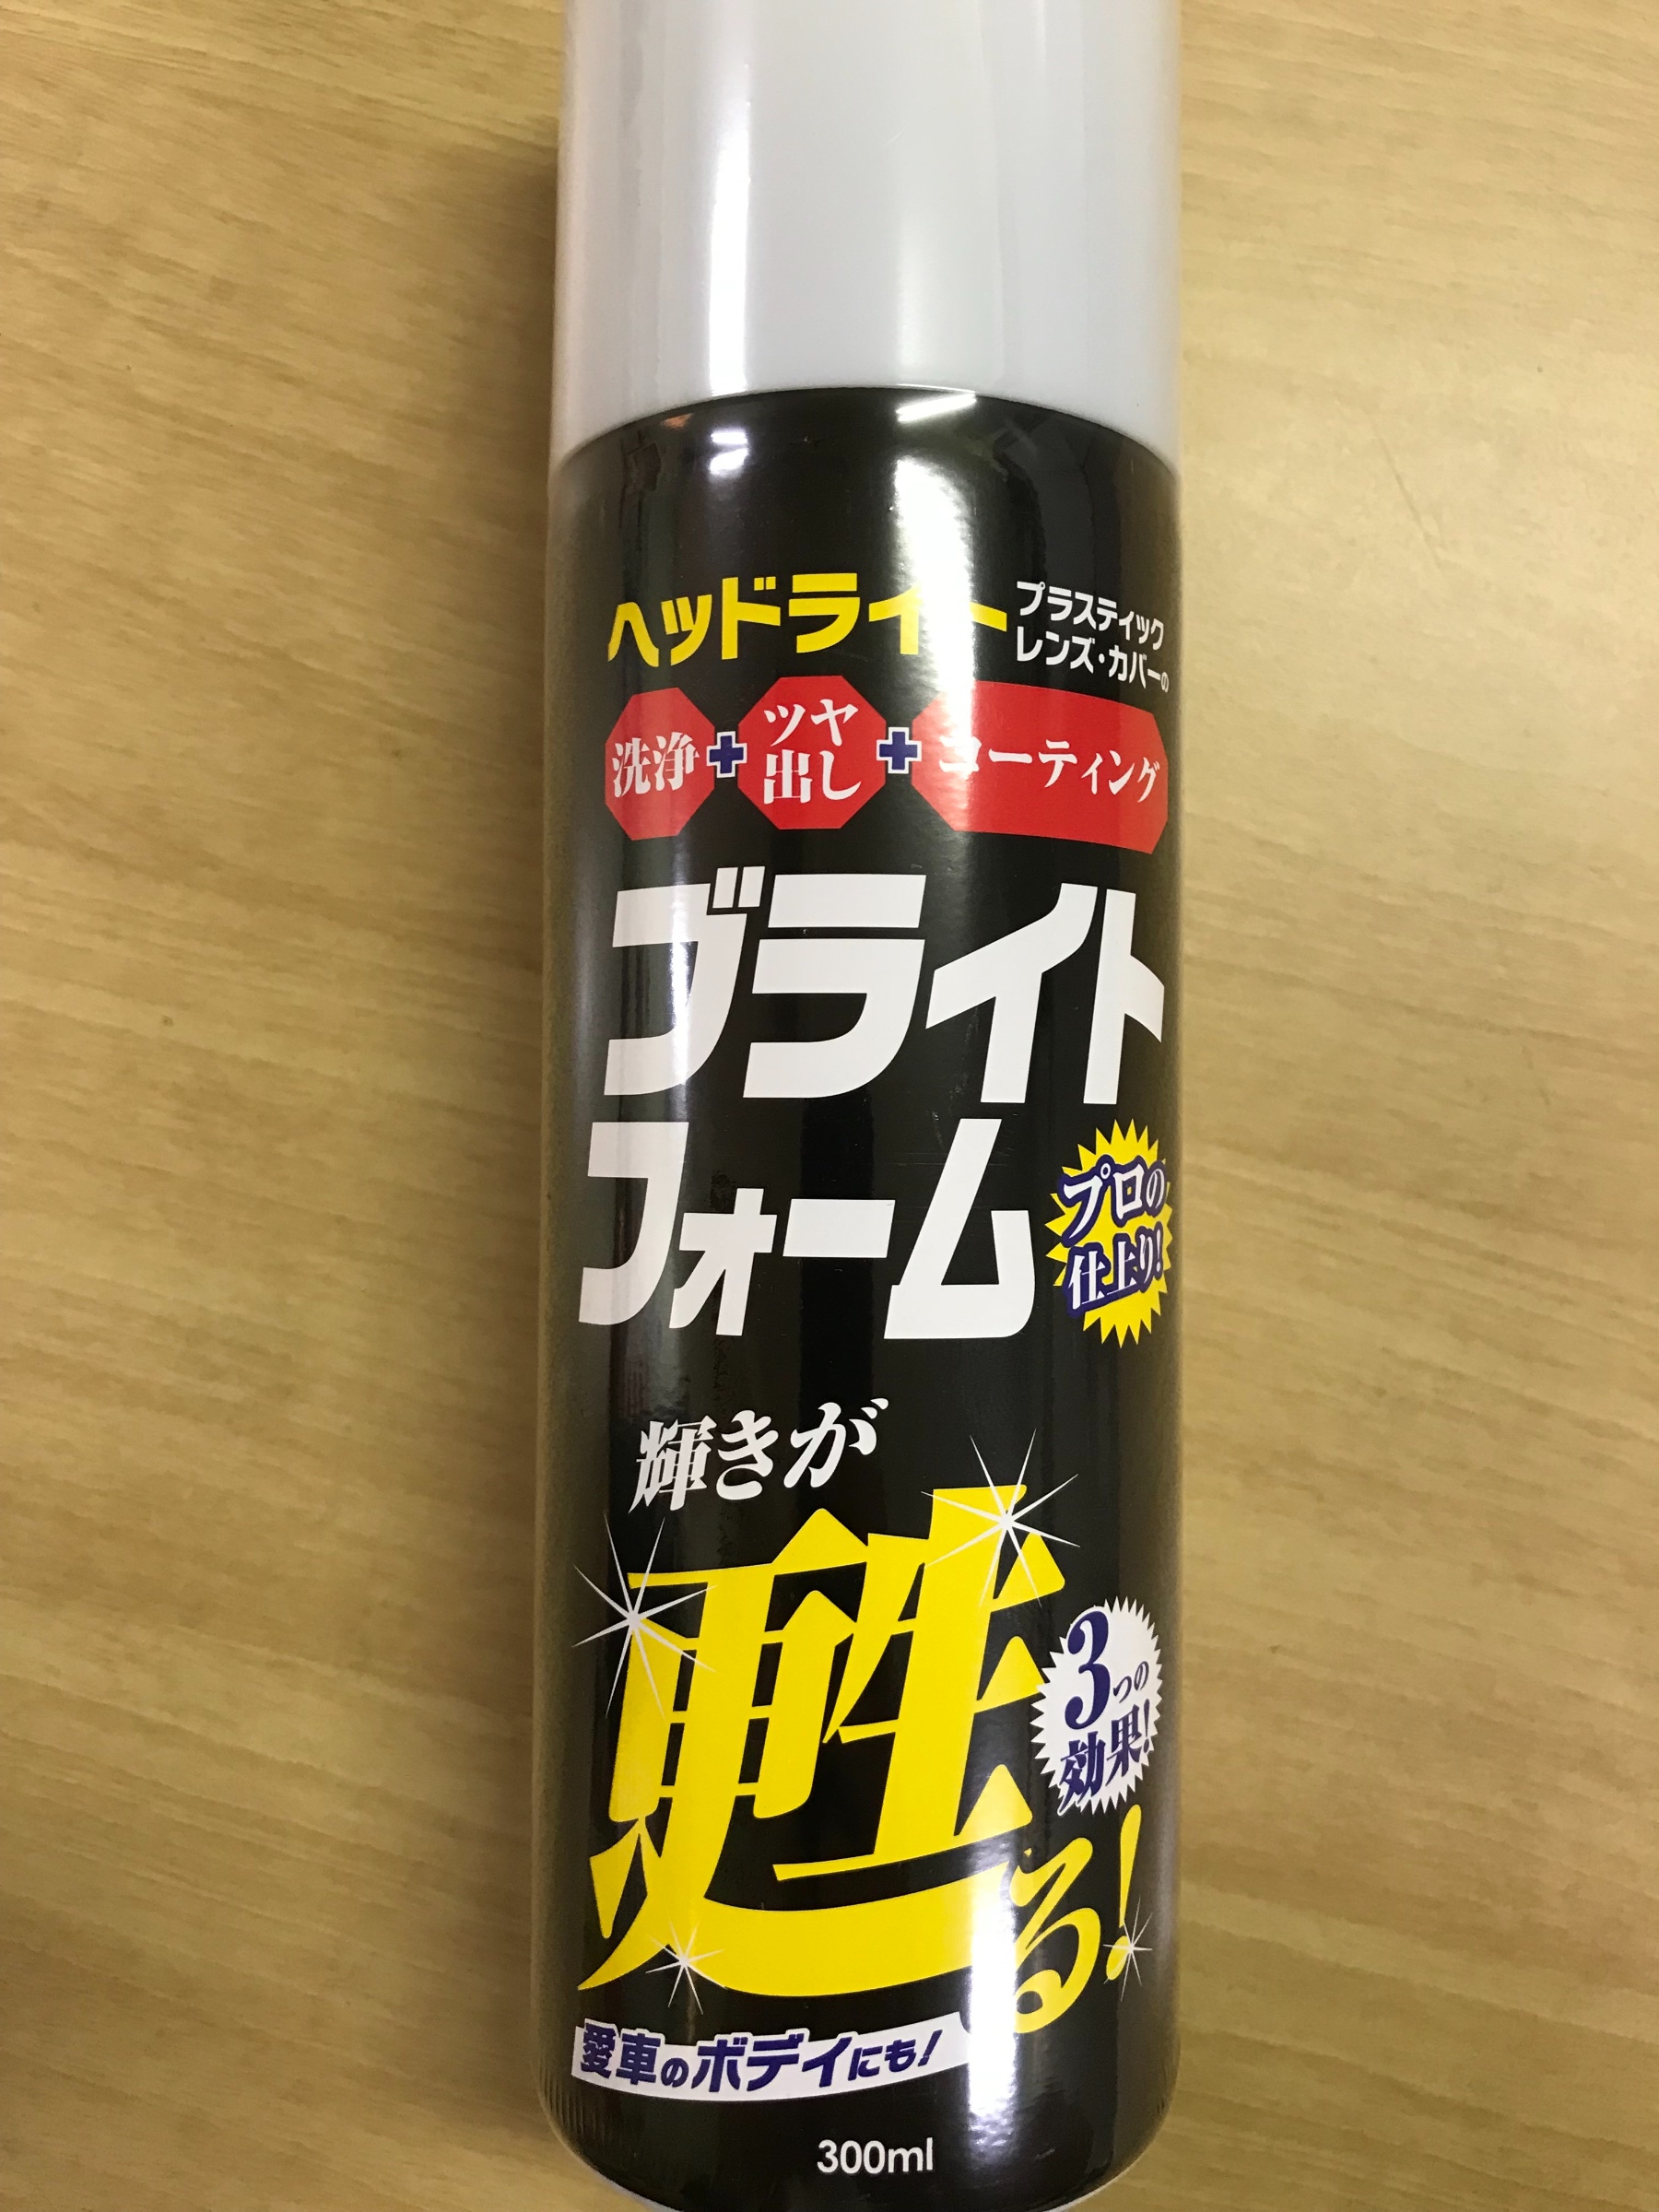 ヘッドライト
プラスティック
レンズ・カバーの
洗浄+ツヤ出し+コーティング
ブライト
フォーム
プロの
仕上り!
輝きが
甦る!
3つの
効果!
愛車のボディにも!
300ml